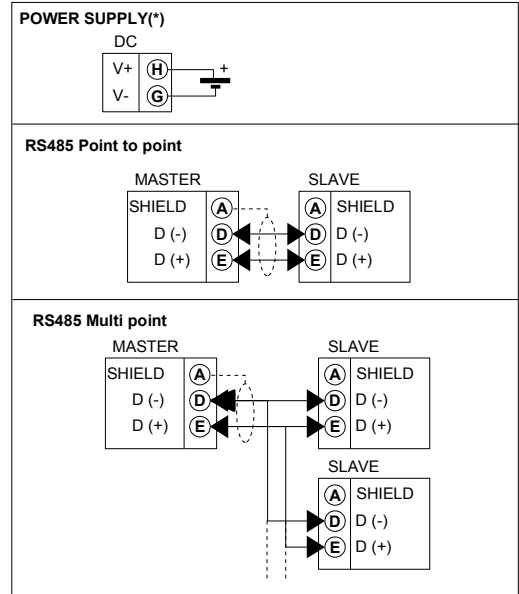 POWER SUPPLY(*)
DC
V+ H +
V- G
RS485 Point to point
MASTER SLAVE
SHIELD A A SHIELD
D (-) D D D (-)
D (+) E E D (+)
RS485 Multi point
MASTER SLAVE
SHIELD A A SHIELD
D (-) D D D (-)
D (+) E E D (+)
SLAVE
A SHIELD
D D (-)
E D (+)